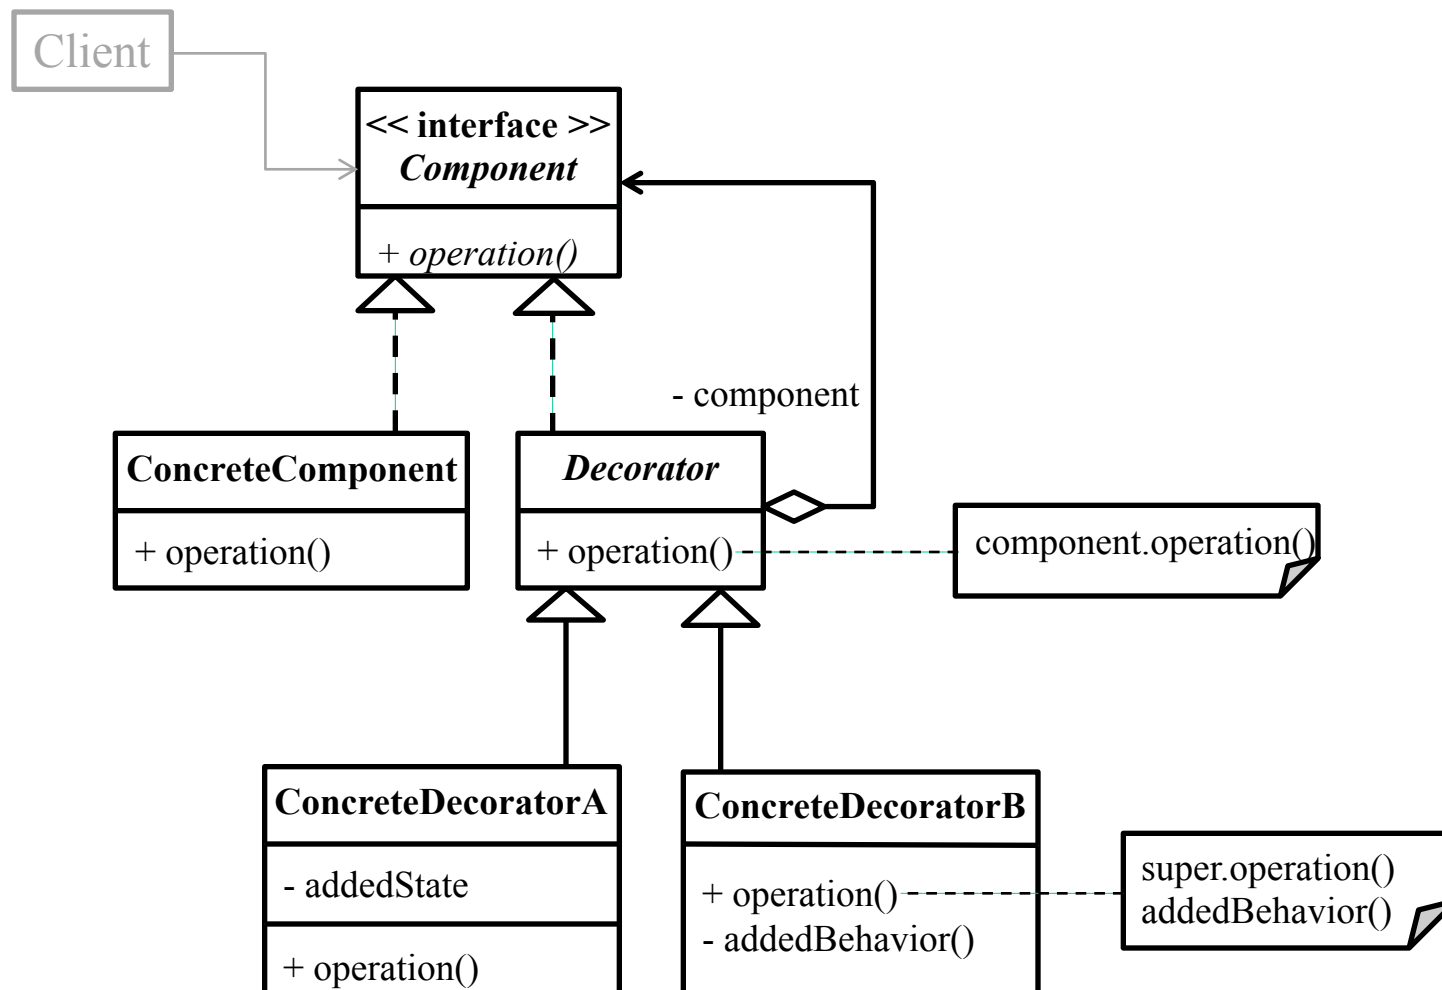 Client
<< interface >>
Component
+ operation()
- component
ConcreteComponent
+ operation()
Decorator
+ operation()
component.operation()
ConcreteDecoratorA
- addedState
+ operation()
ConcreteDecoratorB
+ operation()
- addedBehavior()
super.operation()
addedBehavior()